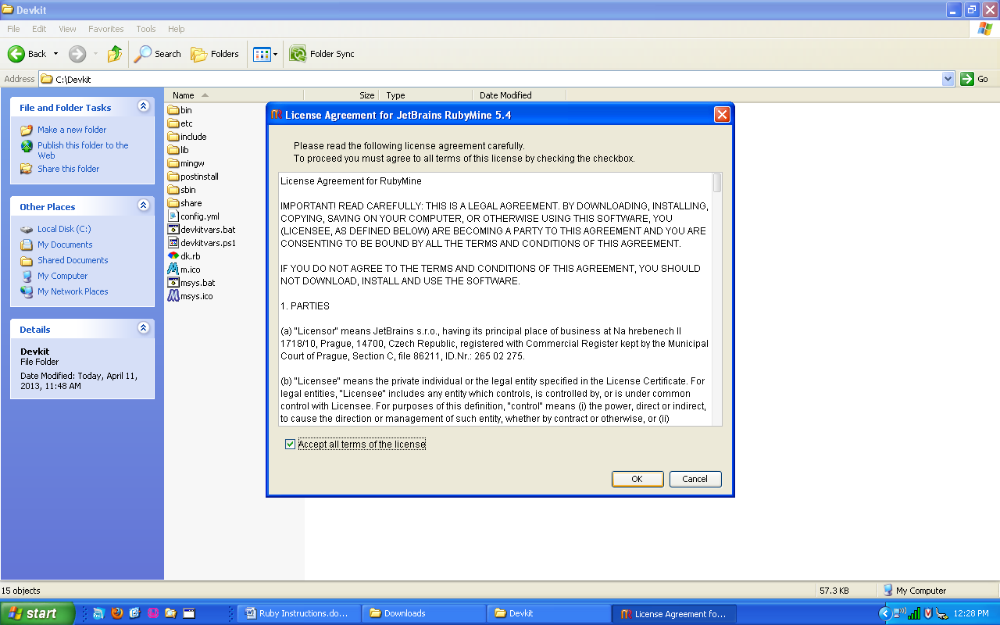 Devkit
File Edit View Favorites Tools Help
Back Search Folders Folder Sync
Address C:\Devkit Go
File and Folder Tasks
Make a new folder
Publish this folder to the
Web
Share this folder
Other Places
Local Disk (C:)
My Documents
Shared Documents
My Computer
My Network Places
Details
Devkit
File Folder
Date Modified: Today, April 11,
2013, 11:48 AM
Name Size Type Date Modified
bin
etc
include
lib
mingw
postinstall
sbin
share
config.yml
devkitvars.bat
devkitvars.ps1
dk.rb
m.ico
msys.bat
msys.ico
License Agreement for JetBrains RubyMine 5.4
Please read the following license agreement carefully.
To proceed you must agree to all terms of this license by checking the checkbox.
License Agreement for RubyMine
IMPORTANT! READ CAREFULLY: THIS IS A LEGAL AGREEMENT. BY DOWNLOADING, INSTALLING,
COPYING, SAVING ON YOUR COMPUTER, OR OTHERWISE USING THIS SOFTWARE, YOU
(LICENSEE, AS DEFINED BELOW) ARE BECOMING A PARTY TO THIS AGREEMENT AND YOU ARE
CONSENTING TO BE BOUND BY ALL THE TERMS AND CONDITIONS OF THIS AGREEMENT.
IF YOU DO NOT AGREE TO THE TERMS AND CONDITIONS OF THIS AGREEMENT, YOU SHOULD
NOT DOWNLOAD, INSTALL AND USE THE SOFTWARE.
1. PARTIES
(a) "Licensor" means JetBrains s.r.o., having its principal place of business at Na hrebenech II
1718/10, Prague, 14700, Czech Republic, registered with Commercial Register kept by the Municipal
Court of Prague, Section C, file 86211, ID.Nr.: 265 02 275.
(b) "Licensee" means the private individual or the legal entity specified in the License Certificate. For
legal entities, "Licensee" includes any entity which controls, is controlled by, or is under common
control with Licensee. For purposes of this definition, "control" means (i) the power, direct or indirect,
to cause the direction or management of such entity, whether by contract or otherwise, or (ii)
Accept all terms of the license
OK Cancel
15 objects 57.3 KB My Computer
start Ruby Instructions.do... Downloads Devkit License Agreement fo... 12:28 PM